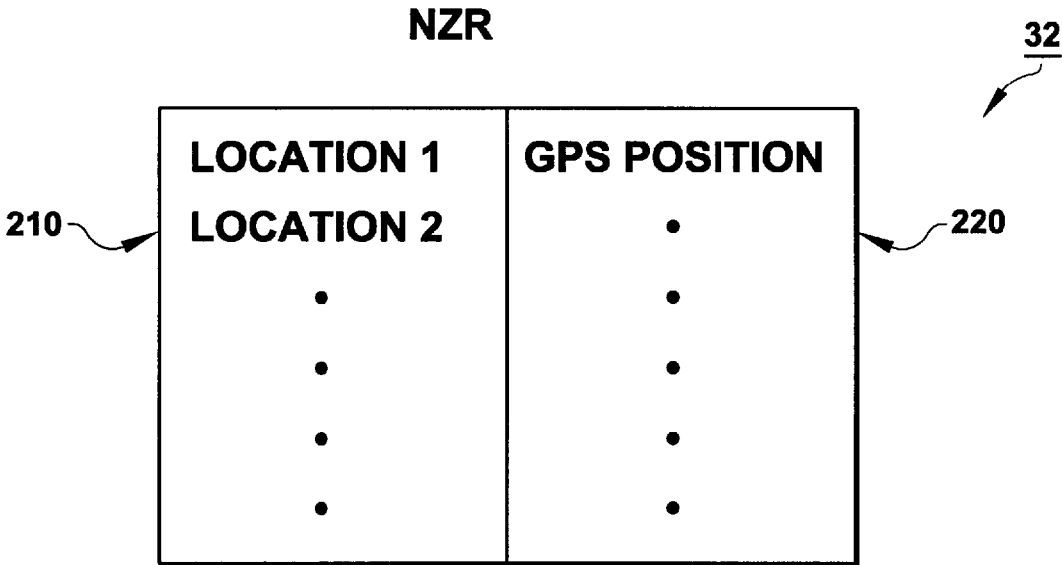 NZR
32
LOCATION 1 GPS POSITION
210 LOCATION 2 220